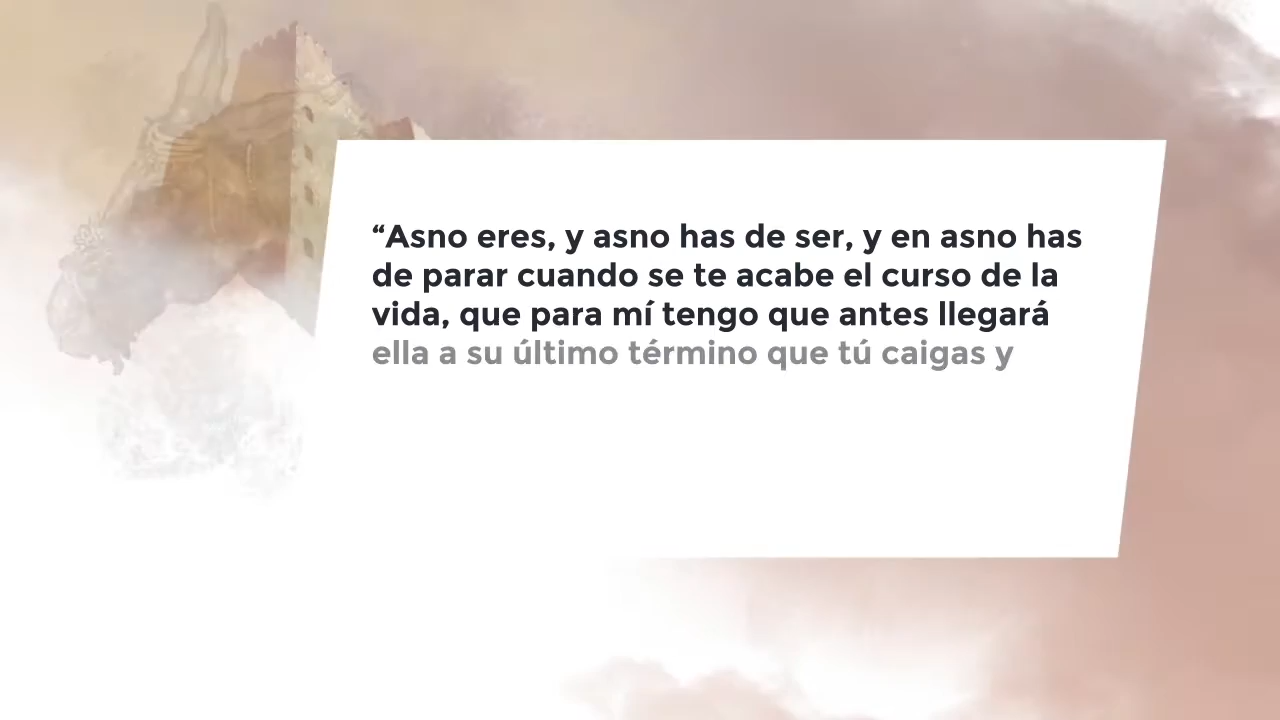 “Asno eres, y asno has de ser, y en asno has
de parar cuando se te acabe el curso de la
vida, que para mí tengo que antes llegará
ella a su último término que tú caigas y